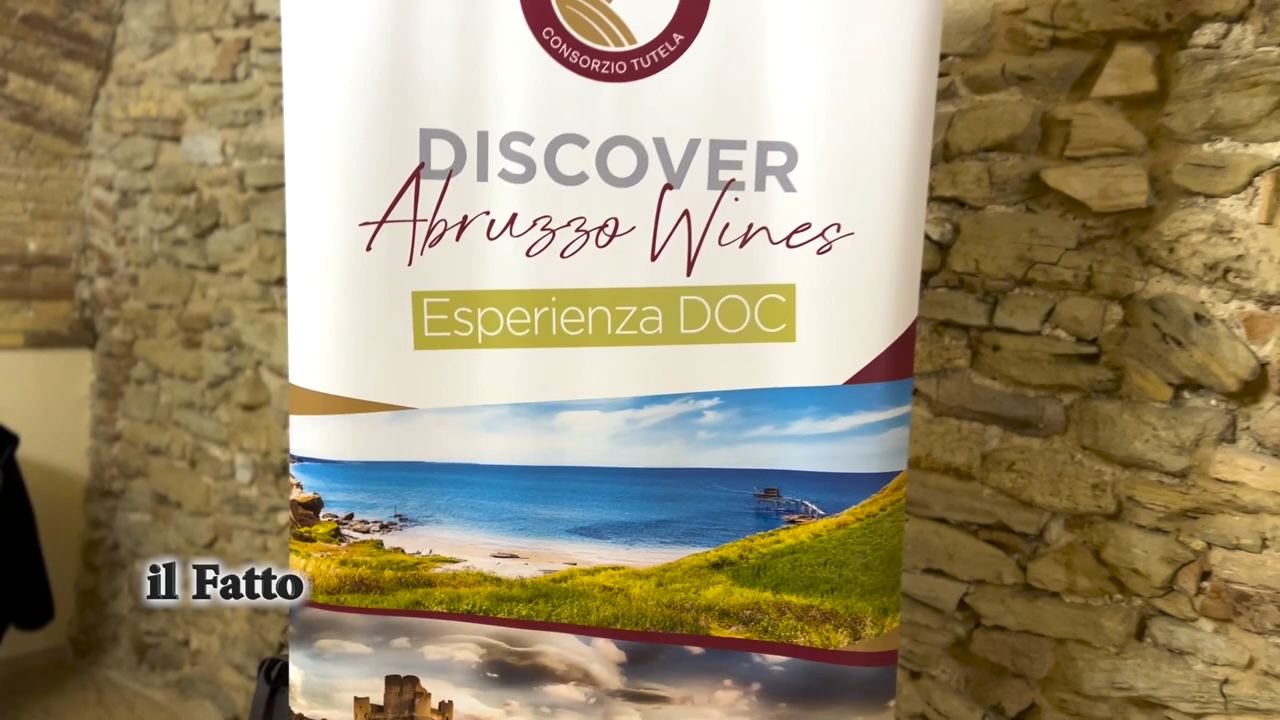 CONSORZIO TUTELA
DISCOVER
Abruzzo Wines
Esperienza DOC
il Fatto